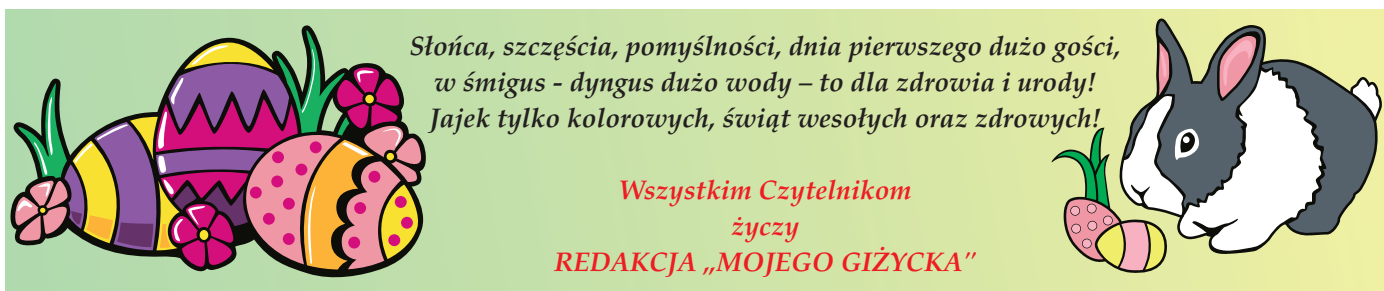 Słońca, szczęścia, pomyślności, dnia pierwszego dużo gości,
w śmigus - dyngus dużo wody – to dla zdrowia i urody!
Jajek tylko kolorowych, świąt wesołych oraz zdrowych!
Wszystkim Czytelnikom
życzy
REDAKCJA „MOJEGO GIŻYCKA"